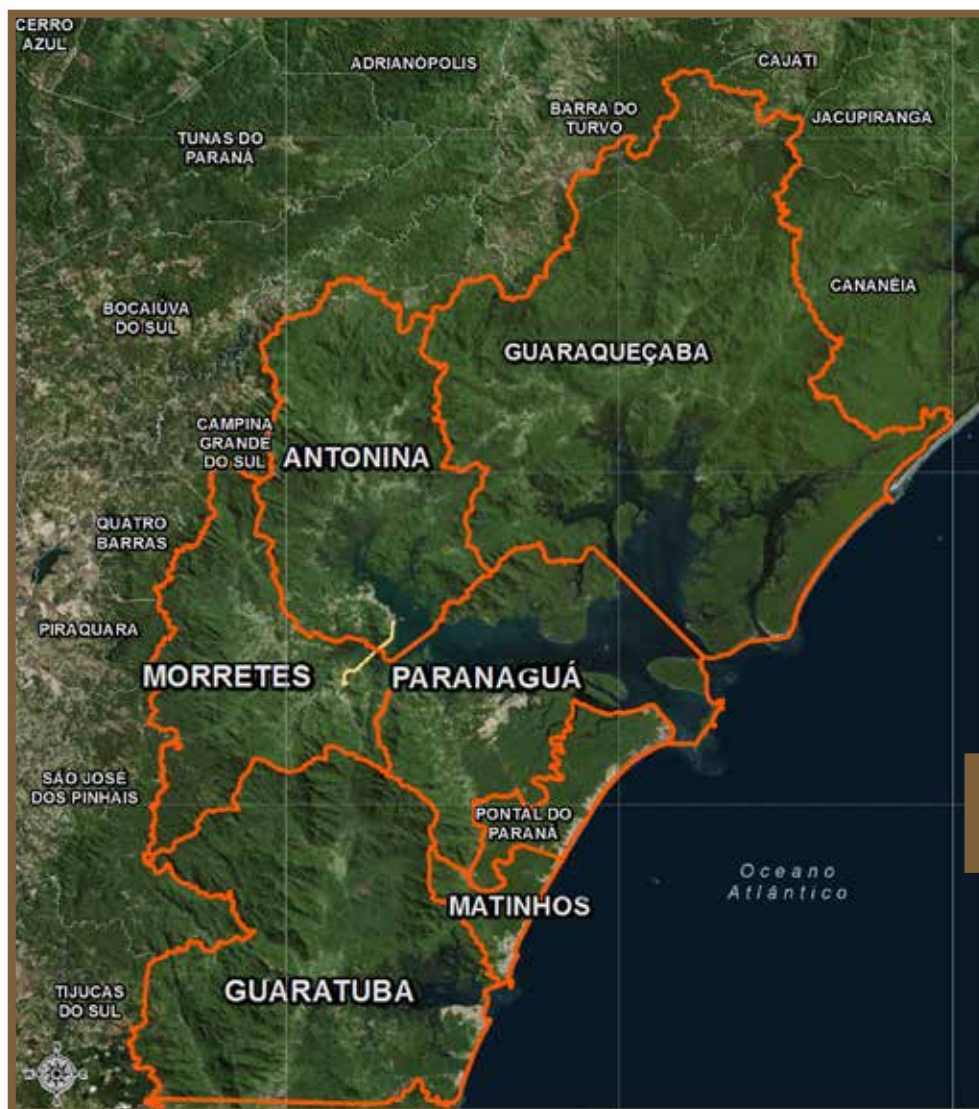 CERRO
AZUL
ADRIANÓPOLIS
CAJATI
BARRA DO
TURVO
JACUPIRANGA
TUNAS DO
PARANÁ
CANANÉIA
BOCAIÚVA
DO SUL
GUARAQUEÇABA
CAMPINA
GRANDE
DO SUL
ANTONINA
QUATRO
BARRAS
PIRAQUARA
MORRETES
PARANAGUÁ
SÃO JOSÉ
DOS PINHAIS
PONTAL DO
PARANÁ
Oceano
Atlântico
MATINHOS
GUARATUBA
TIJUCAS
DO SUL